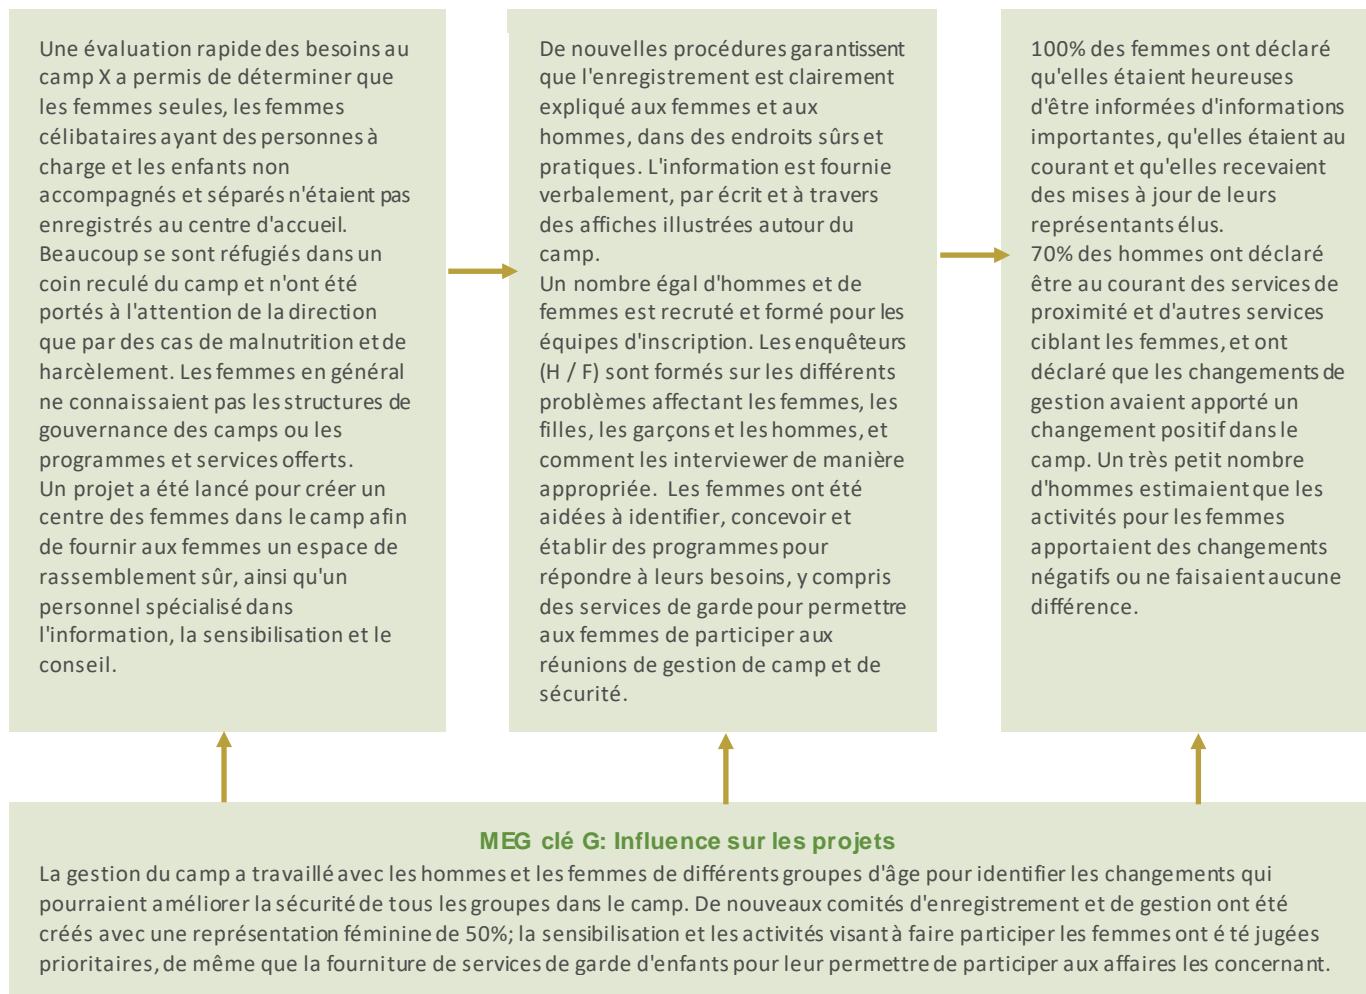 Une évaluation rapide des besoins au
camp X a permis de déterminer que
les femmes seules, les femmes
célibataires ayant des personnes à
charge et les enfants non
accompagnés et séparés n'étaient pas
enregistrés au centre d'accueil.
Beaucoup se sont réfugiés dans un
coin reculé du camp et n'ont été
portés à l'attention de la direction
que par des cas de malnutrition et de
harcèlement. Les femmes en général
ne connaissaient pas les structures de
gouvernance des camps ou les
programmes et services offerts.
Un projet a été lancé pour créer un
centre des femmes dans le camp afin
de fournir aux femmes un espace de
rassemblement sûr, ainsi qu'un
personnel spécialisé dans
l'information, la sensibilisation et le
conseil.
De nouvelles procédures garantissent
que l'enregistrement est clairement
expliqué aux femmes et aux
hommes, dans des endroits sûrs et
pratiques. L'information est fournie
verbalement, par écrit et à travers
des affiches illustrées autour du
camp.
Un nombre égal d'hommes et de
femmes est recruté et formé pour les
équipes d'inscription. Les enquêteurs
(H / F) sont formés sur les différents
problèmes affectant les femmes, les
filles, les garçons et les hommes, et
comment les interviewer de manière
appropriée. Les femmes ont été
aidées à identifier, concevoir et
établir des programmes pour
répondre à leurs besoins, y compris
des services de garde pour permettre
aux femmes de participer aux
réunions de gestion de camp et de
sécurité.
100% des femmes ont déclaré
qu'elles étaient heureuses
d'être informées d'informations
importantes, qu'elles étaient au
courant et qu'elles recevaient
des mises à jour de leurs
représentants élus.
70% des hommes ont déclaré
être au courant des services de
proximité et d'autres services
ciblant les femmes, et ont
déclaré que les changements de
gestion avaient apporté un
changement positif dans le
camp. Un très petit nombre
d'hommes estimaient que les
activités pour les femmes
apportaient des changements
négatifs ou ne faisaient aucune
différence.
MEG clé G: Influence sur les projets
La gestion du camp a travaillé avec les hommes et les femmes de différents groupes d'âge pour identifier les changements qui
pourraient améliorer la sécurité de tous les groupes dans le camp. De nouveaux comités d'enregistrement et de gestion ont été
créés avec une représentation féminine de 50%; la sensibilisation et les activités visant à faire participer les femmes ont é té jugées
prioritaires, de même que la fourniture de services de garde d'enfants pour leur permettre de participer aux affaires les concernant.